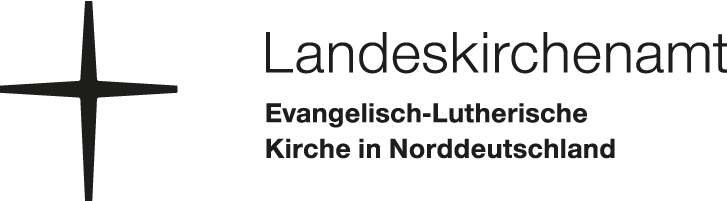 Landeskirchenamt
Evangelisch-Lutherische
Kirche in Norddeutschland